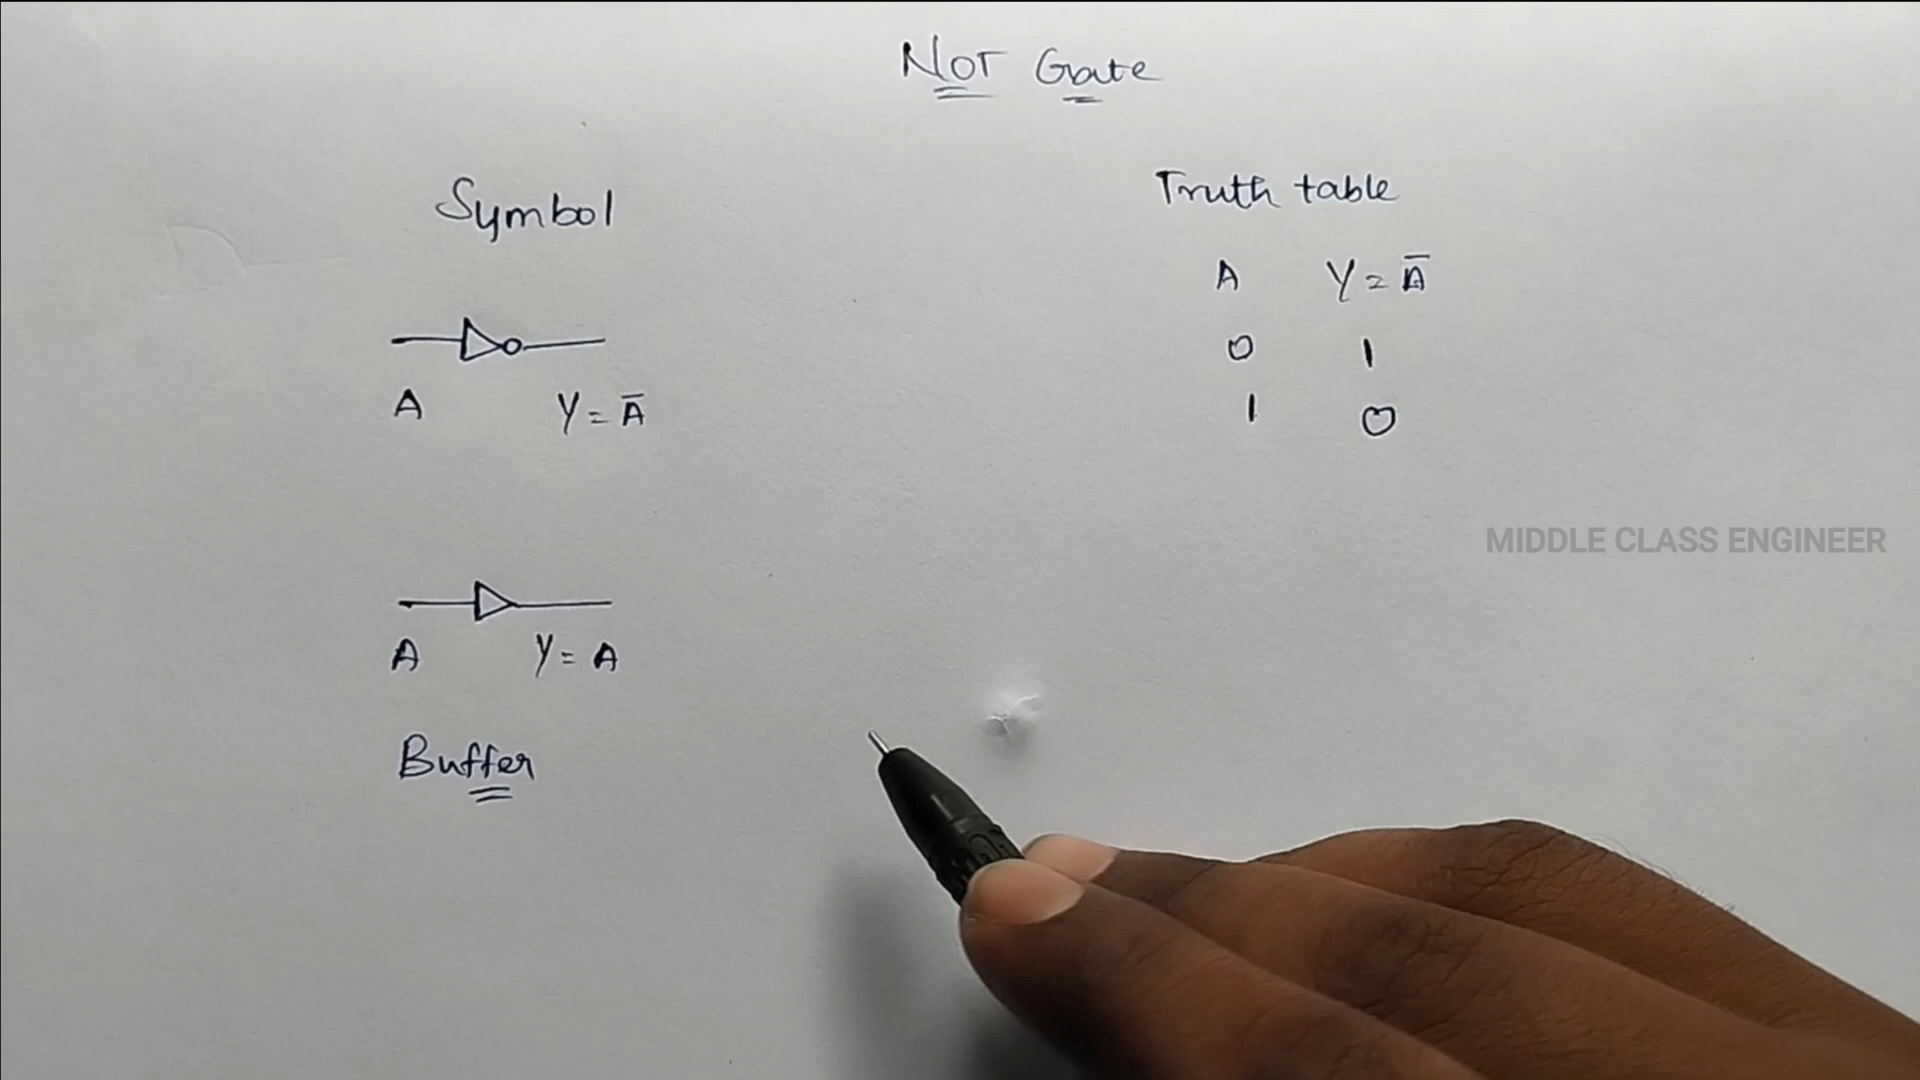 NOT Gate
Symbol
A Y = A̅
A Y = A
Buffer
Truth table
A Y = A̅
0 1
1 0
MIDDLE CLASS ENGINEER